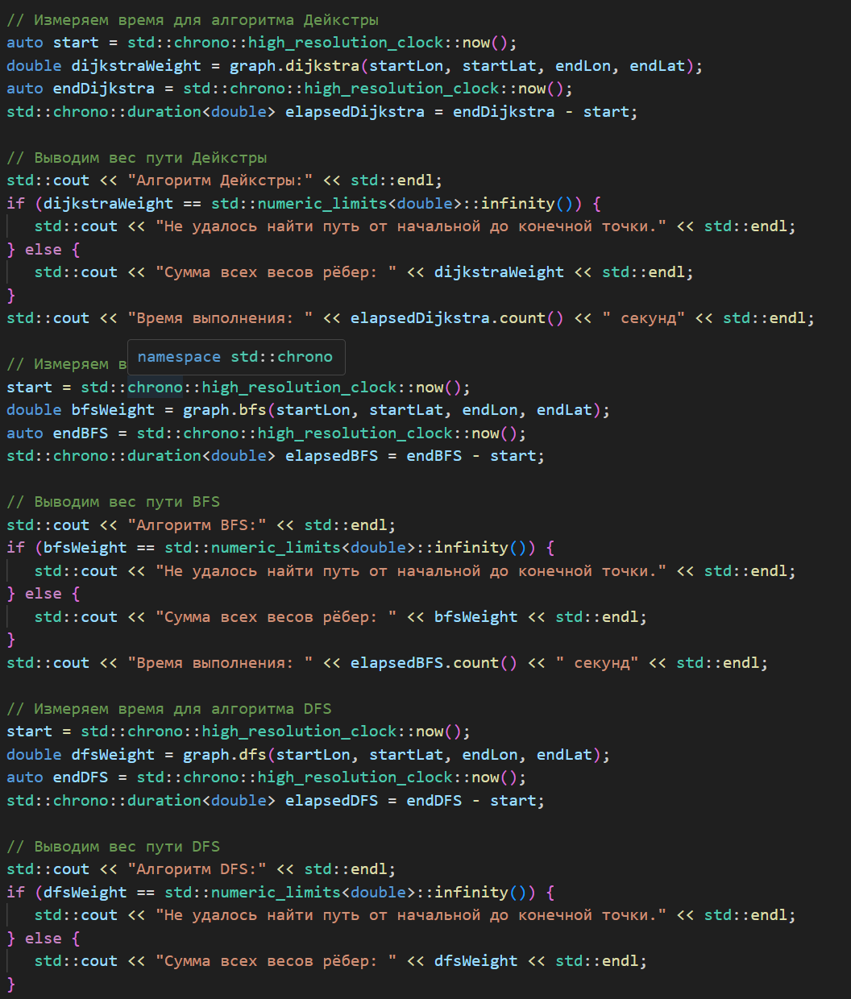 // Измеряем время для алгоритма Дейкстры
auto start = std::chrono::high_resolution_clock::now();
double dijkstraWeight = graph.dijkstra(startLon, startLat, endLon, endLat);
auto endDijkstra = std::chrono::high_resolution_clock::now();
std::chrono::duration<double> elapsedDijkstra = endDijkstra - start;

// Выводим вес пути Дейкстры
std::cout << "Алгоритм Дейкстры:" << std::endl;
if (dijkstraWeight == std::numeric_limits<double>::infinity()) {
   std::cout << "Не удалось найти путь от начальной до конечной точки." << std::endl;
} else {
   std::cout << "Сумма всех весов рёбер: " << dijkstraWeight << std::endl;
}
std::cout << "Время выполнения: " << elapsedDijkstra.count() << " секунд" << std::endl;

namespace std::chrono
// Измеряем в
start = std::chrono::high_resolution_clock::now();
double bfsWeight = graph.bfs(startLon, startLat, endLon, endLat);
auto endBFS = std::chrono::high_resolution_clock::now();
std::chrono::duration<double> elapsedBFS = endBFS - start;

// Выводим вес пути BFS
std::cout << "Алгоритм BFS:" << std::endl;
if (bfsWeight == std::numeric_limits<double>::infinity()) {
   std::cout << "Не удалось найти путь от начальной до конечной точки." << std::endl;
} else {
   std::cout << "Сумма всех весов рёбер: " << bfsWeight << std::endl;
}
std::cout << "Время выполнения: " << elapsedBFS.count() << " секунд" << std::endl;

// Измеряем время для алгоритма DFS
start = std::chrono::high_resolution_clock::now();
double dfsWeight = graph.dfs(startLon, startLat, endLon, endLat);
auto endDFS = std::chrono::high_resolution_clock::now();
std::chrono::duration<double> elapsedDFS = endDFS - start;

// Выводим вес пути DFS
std::cout << "Алгоритм DFS:" << std::endl;
if (dfsWeight == std::numeric_limits<double>::infinity()) {
   std::cout << "Не удалось найти путь от начальной до конечной точки." << std::endl;
} else {
   std::cout << "Сумма всех весов рёбер: " << dfsWeight << std::endl;
}